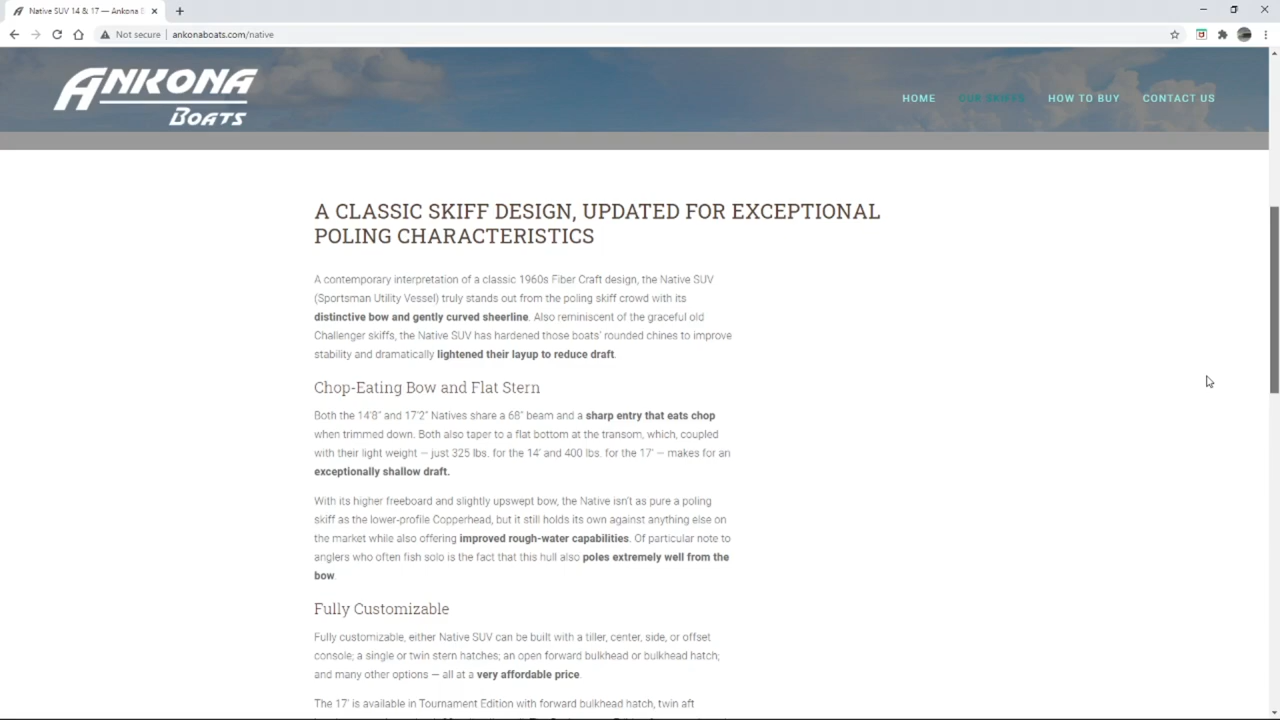 Native SUV 14 & 17 — Ankona
Not secure
ankonaboats.com/native
ANKONA
BOATS
HOME
OUR SKIFFS
HOW TO BUY
CONTACT US
A CLASSIC SKIFF DESIGN, UPDATED FOR EXCEPTIONAL
POLING CHARACTERISTICS
A contemporary interpretation of a classic 1960s Fiber Craft design, the Native SUV
(Sportsman Utility Vessel) truly stands out from the poling skiff crowd with its
distinctive bow and gently curved sheerline. Also reminiscent of the graceful old
Challenger skiffs, the Native SUV has hardened those boats' rounded chines to improve
stability and dramatically lightened their layup to reduce draft.
Chop-Eating Bow and Flat Stern
Both the 14'8" and 17'2" Natives share a 68" beam and a sharp entry that eats chop
when trimmed down. Both also taper to a flat bottom at the transom, which, coupled
with their light weight — just 325 lbs. for the 14' and 400 lbs. for the 17' — makes for an
exceptionally shallow draft.
With its higher freeboard and slightly upswept bow, the Native isn't as pure a poling
skiff as the lower-profile Copperhead, but it still holds its own against anything else on
the market while also offering improved rough-water capabilities. Of particular note to
anglers who often fish solo is the fact that this hull also poles extremely well from the
bow.
Fully Customizable
Fully customizable, either Native SUV can be built with a tiller, center, side, or offset
console; a single or twin stern hatches; an open forward bulkhead or bulkhead hatch;
and many other options — all at a very affordable price.
The 17' is available in Tournament Edition with forward bulkhead hatch, twin aft